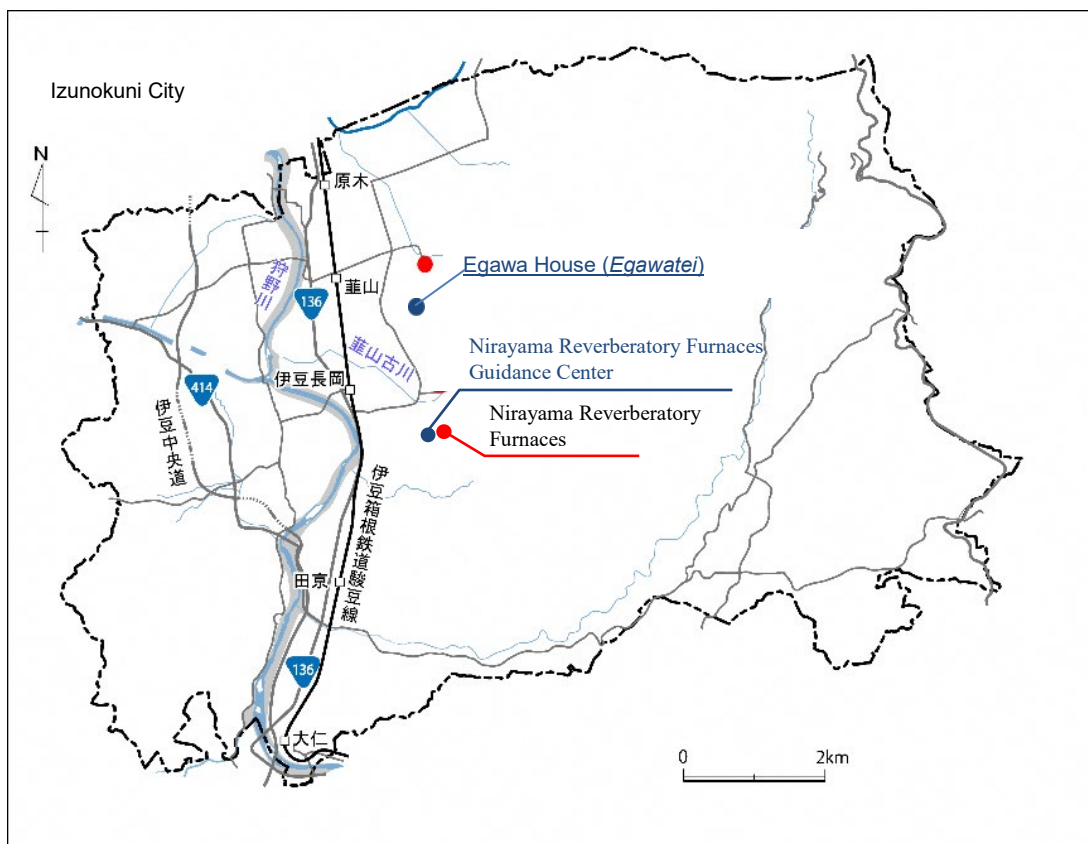 Izunokuni City
N
原木
Egawa House (Egawatei)
狩野川
韮山
136
Nirayama Reverberatory Furnaces
Guidance Center
韮山古川
伊豆長岡
414
Nirayama Reverberatory
Furnaces
伊豆中央道
伊豆箱根鉄道駿豆線
田京
136
大仁
0 2km